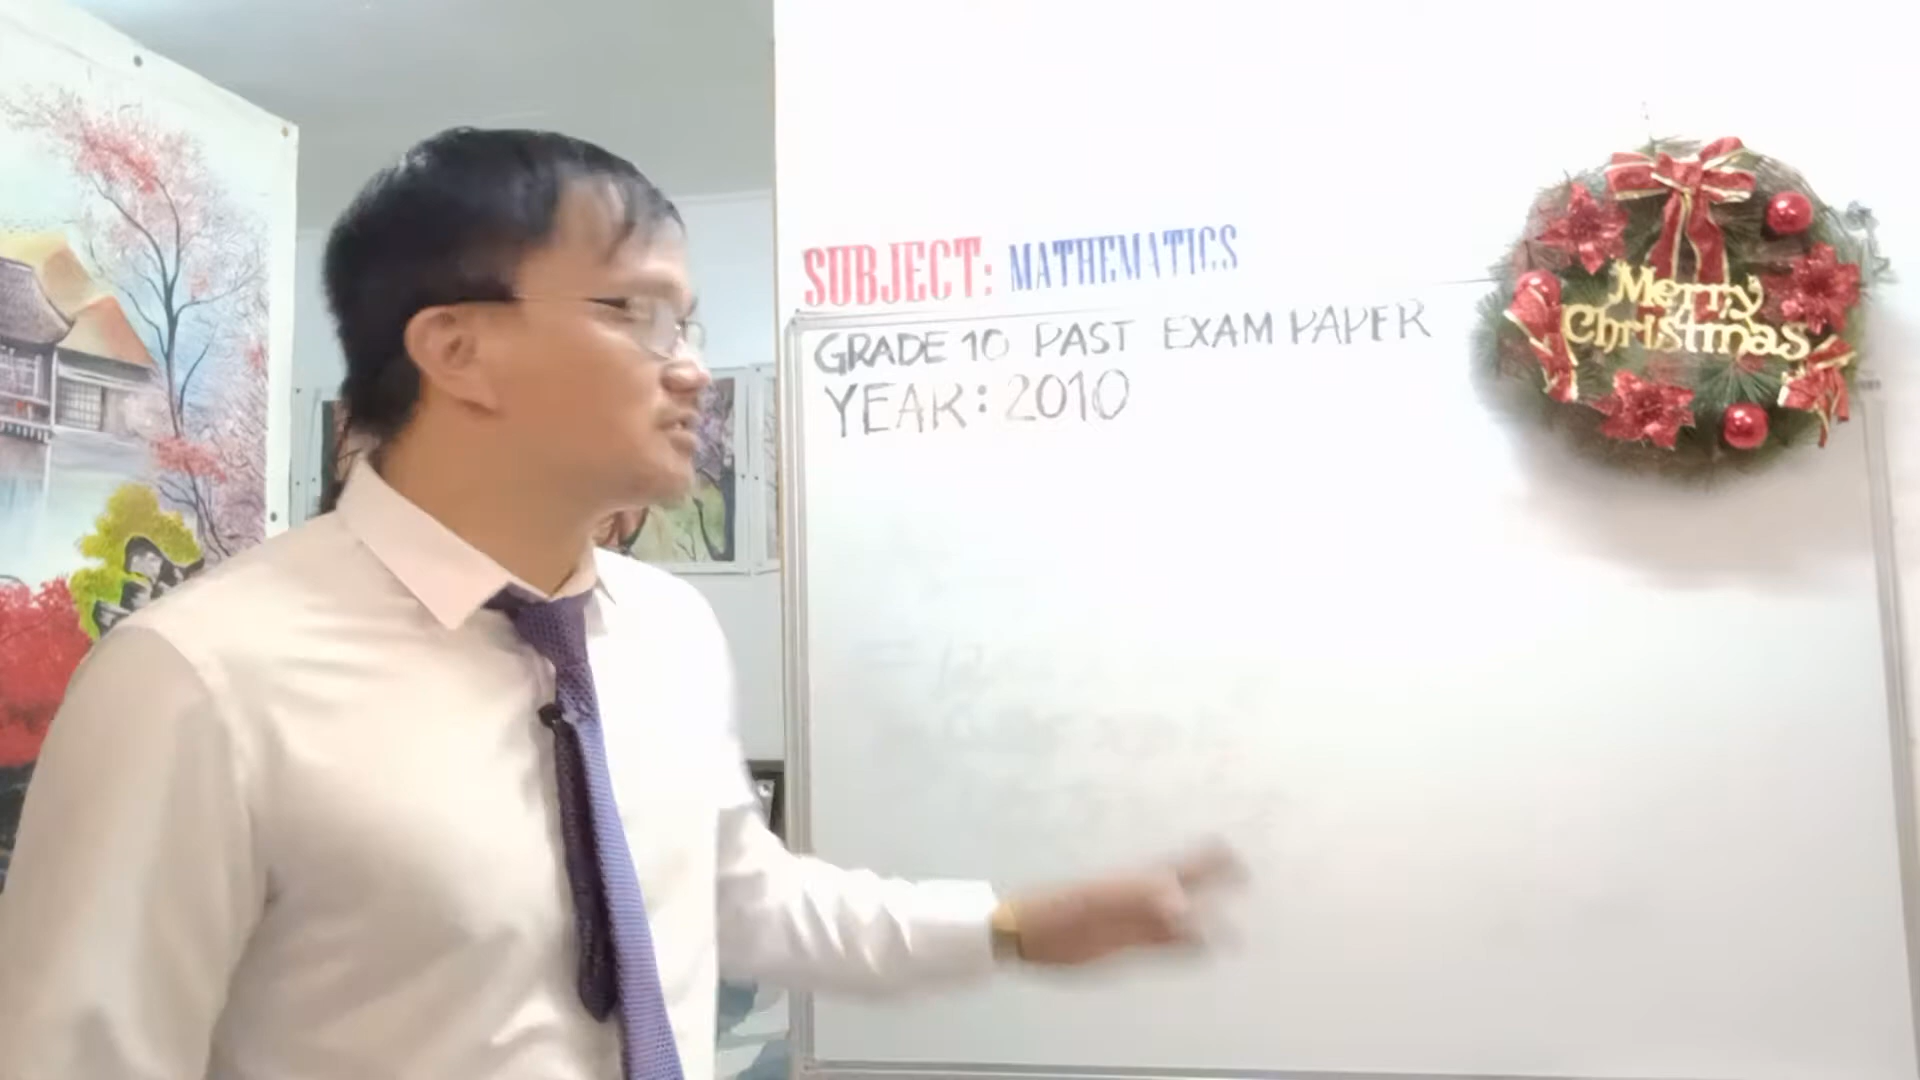 SUBJECT: MATHEMATICS
GRADE 10 PAST EXAM PAPER
YEAR: 2010
Merry
Christmas